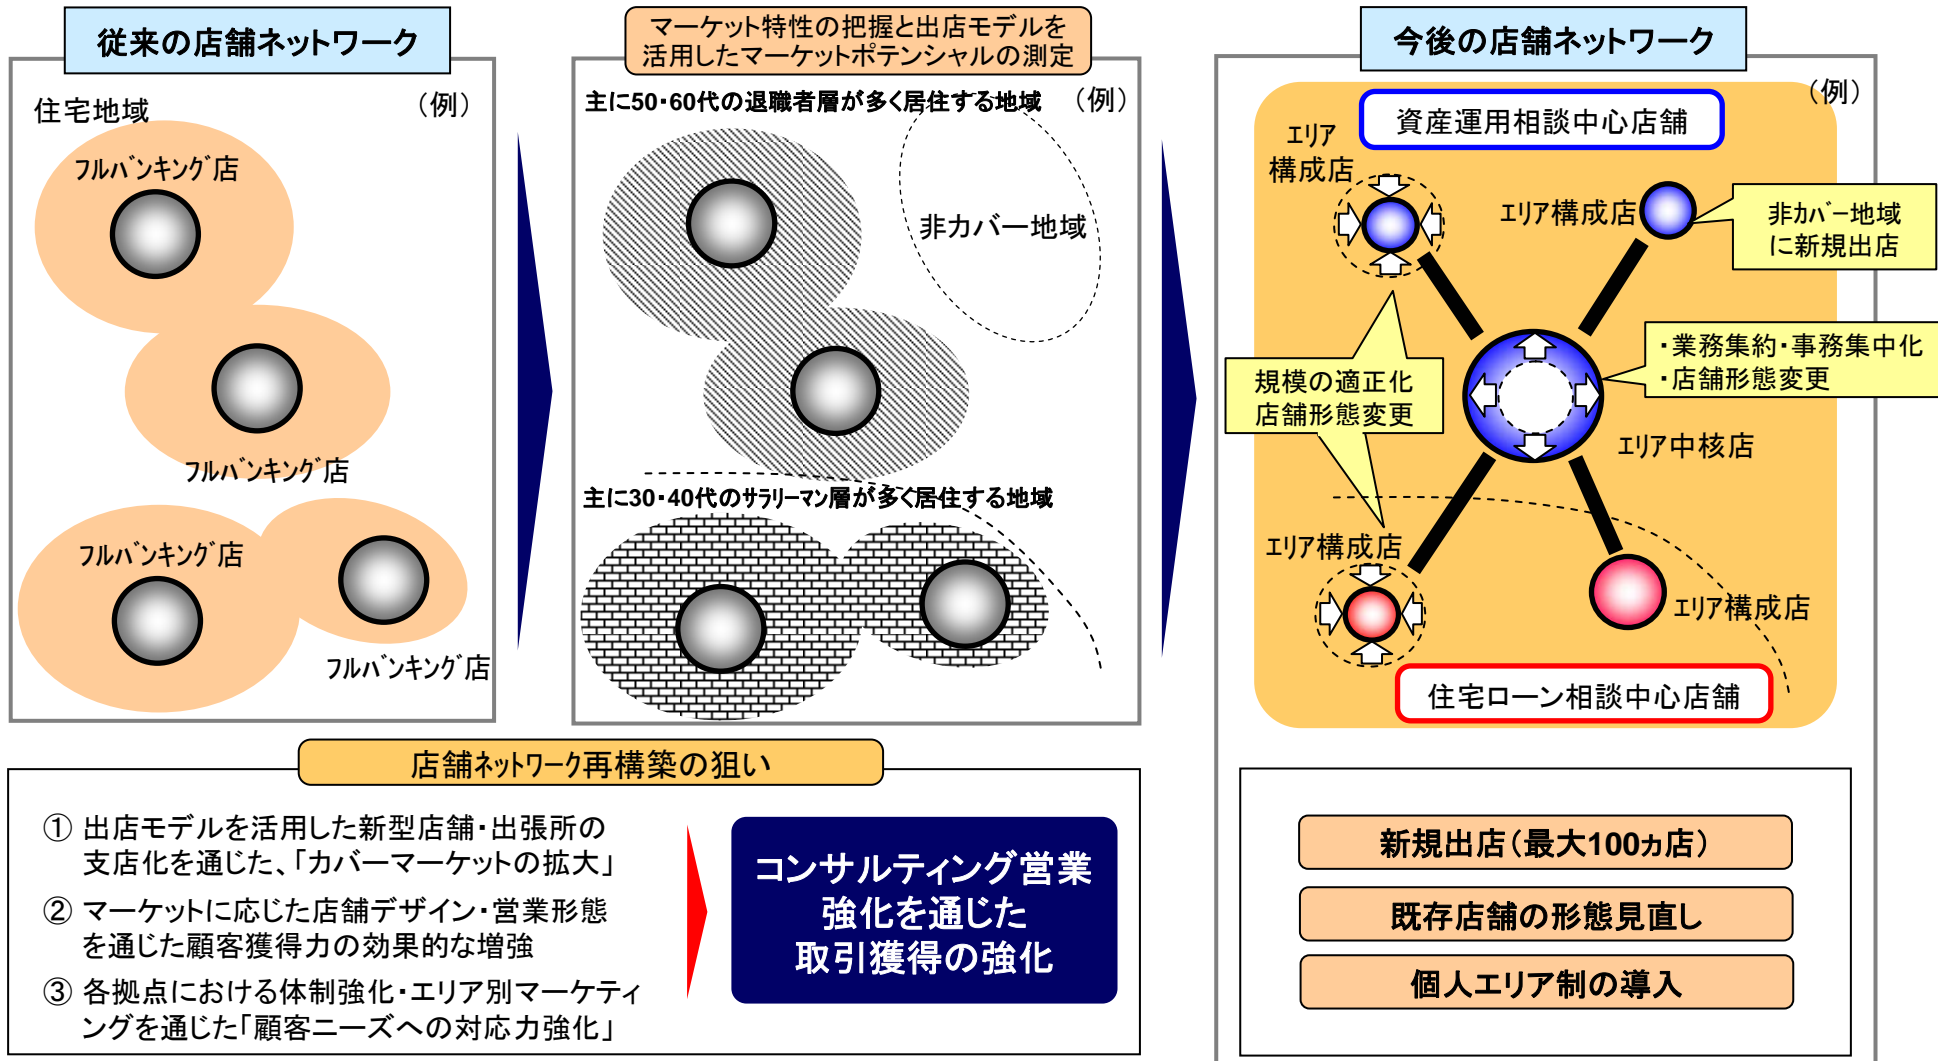 従来の店舗ネットワーク
(例)
住宅地域
フルバンキング店
フルバンキング店
フルバンキング店
フルバンキング店
マーケット特性の把握と出店モデルを
活用したマーケットポテンシャルの測定
主に50・60代の退職者層が多く居住する地域
(例)
非カバー地域
主に30・40代のサラリーマン層が多く居住する地域
今後の店舗ネットワーク
(例)
資産運用相談中心店舗
エリア
構成店
エリア構成店
非カバー地域
に新規出店
・業務集約・事務集中化
・店舗形態変更
規模の適正化
店舗形態変更
エリア中核店
エリア構成店
エリア構成店
住宅ローン相談中心店舗
店舗ネットワーク再構築の狙い
① 出店モデルを活用した新型店舗・出張所の
支店化を通じた、「カバーマーケットの拡大」
② マーケットに応じた店舗デザイン・営業形態
を通じた顧客獲得力の効果的な増強
③ 各拠点における体制強化・エリア別マーケティ
ングを通じた「顧客ニーズへの対応力強化」
コンサルティング営業
強化を通じた
取引獲得の強化
新規出店(最大100ヵ店)
既存店舗の形態見直し
個人エリア制の導入